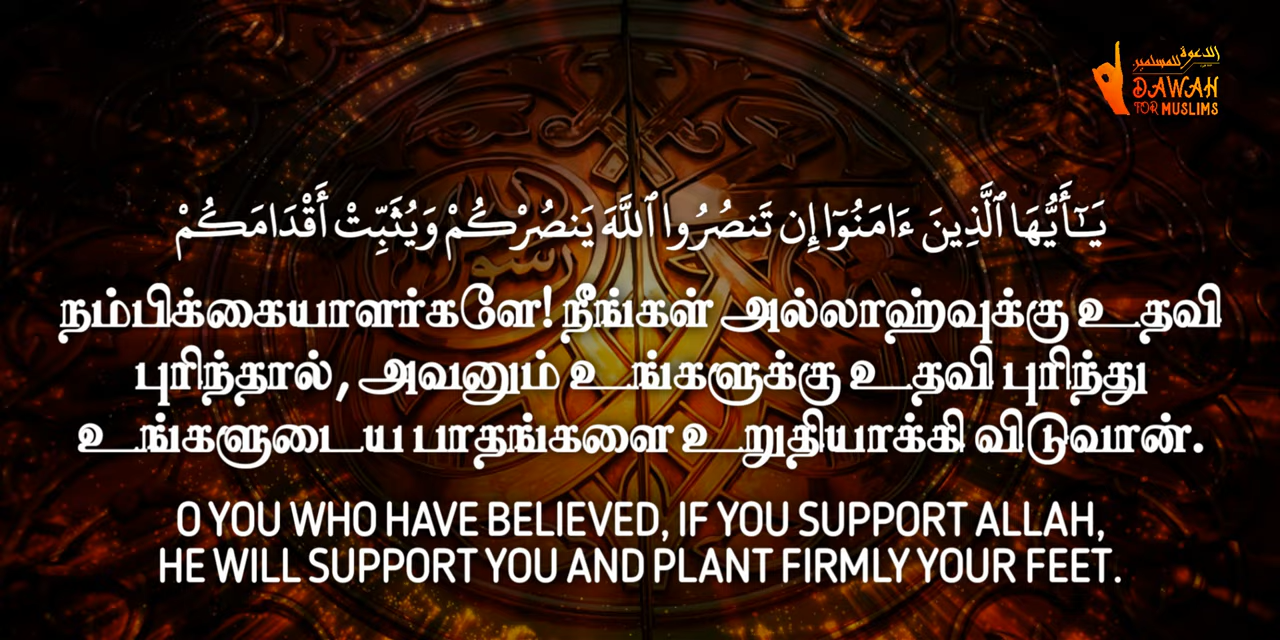 الدعوة للمسلمين
DAWAH
FOR MUSLIMS
يَـٰٓأَيُّهَا ٱلَّذِينَ ءَامَنُوٓا۟ إِن تَنصُرُوا۟ ٱللَّهَ يَنصُرْكُمْ وَيُثَبِّتْ أَقْدَامَكُمْ
நம்பிக்கையாளர்களே! நீங்கள் அல்லாஹ்வுக்கு உதவி
புரிந்தால், அவனும் உங்களுக்கு உதவி புரிந்து
உங்களுடைய பாதங்களை உறுதியாக்கி விடுவான்.
O YOU WHO HAVE BELIEVED, IF YOU SUPPORT ALLAH,
HE WILL SUPPORT YOU AND PLANT FIRMLY YOUR FEET.